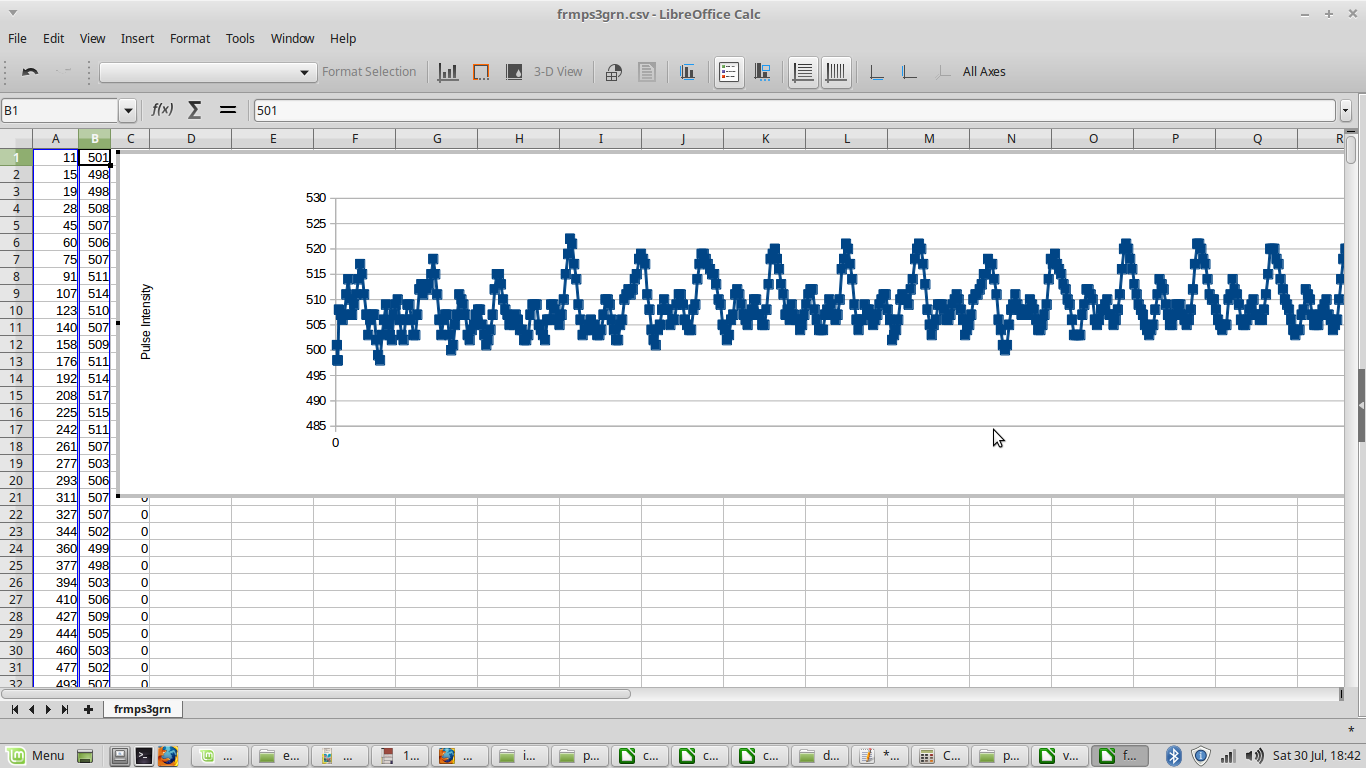 frmps3grn.csv - LibreOffice Calc
File Edit View Insert Format Tools Window Help
Format Selection 3-D View All Axes
B1 f(x) Σ = 501
A B C D E F G H I J K L M N O P Q R
1 11 501
2 15 498
3 19 498
4 28 508
5 45 507
6 60 506
7 75 507
8 91 511
9 107 514
10 123 510
11 140 507
12 158 509
13 176 511
14 192 514
15 208 517
16 225 515
17 242 511
18 261 507
19 277 503
20 293 506
21 311 507 0
22 327 507 0
23 344 502 0
24 360 499 0
25 377 498 0
26 394 503 0
27 410 506 0
28 427 509 0
29 444 505 0
30 460 503 0
31 477 502 0
32 493 507 0
Pulse Intensity
530
525
520
515
510
505
500
495
490
485
0
frmps3grn
*
Menu ... e... ... 1... ... i... p... c... c... c... d... *... C... p... v... f... Sat 30 Jul, 18:42